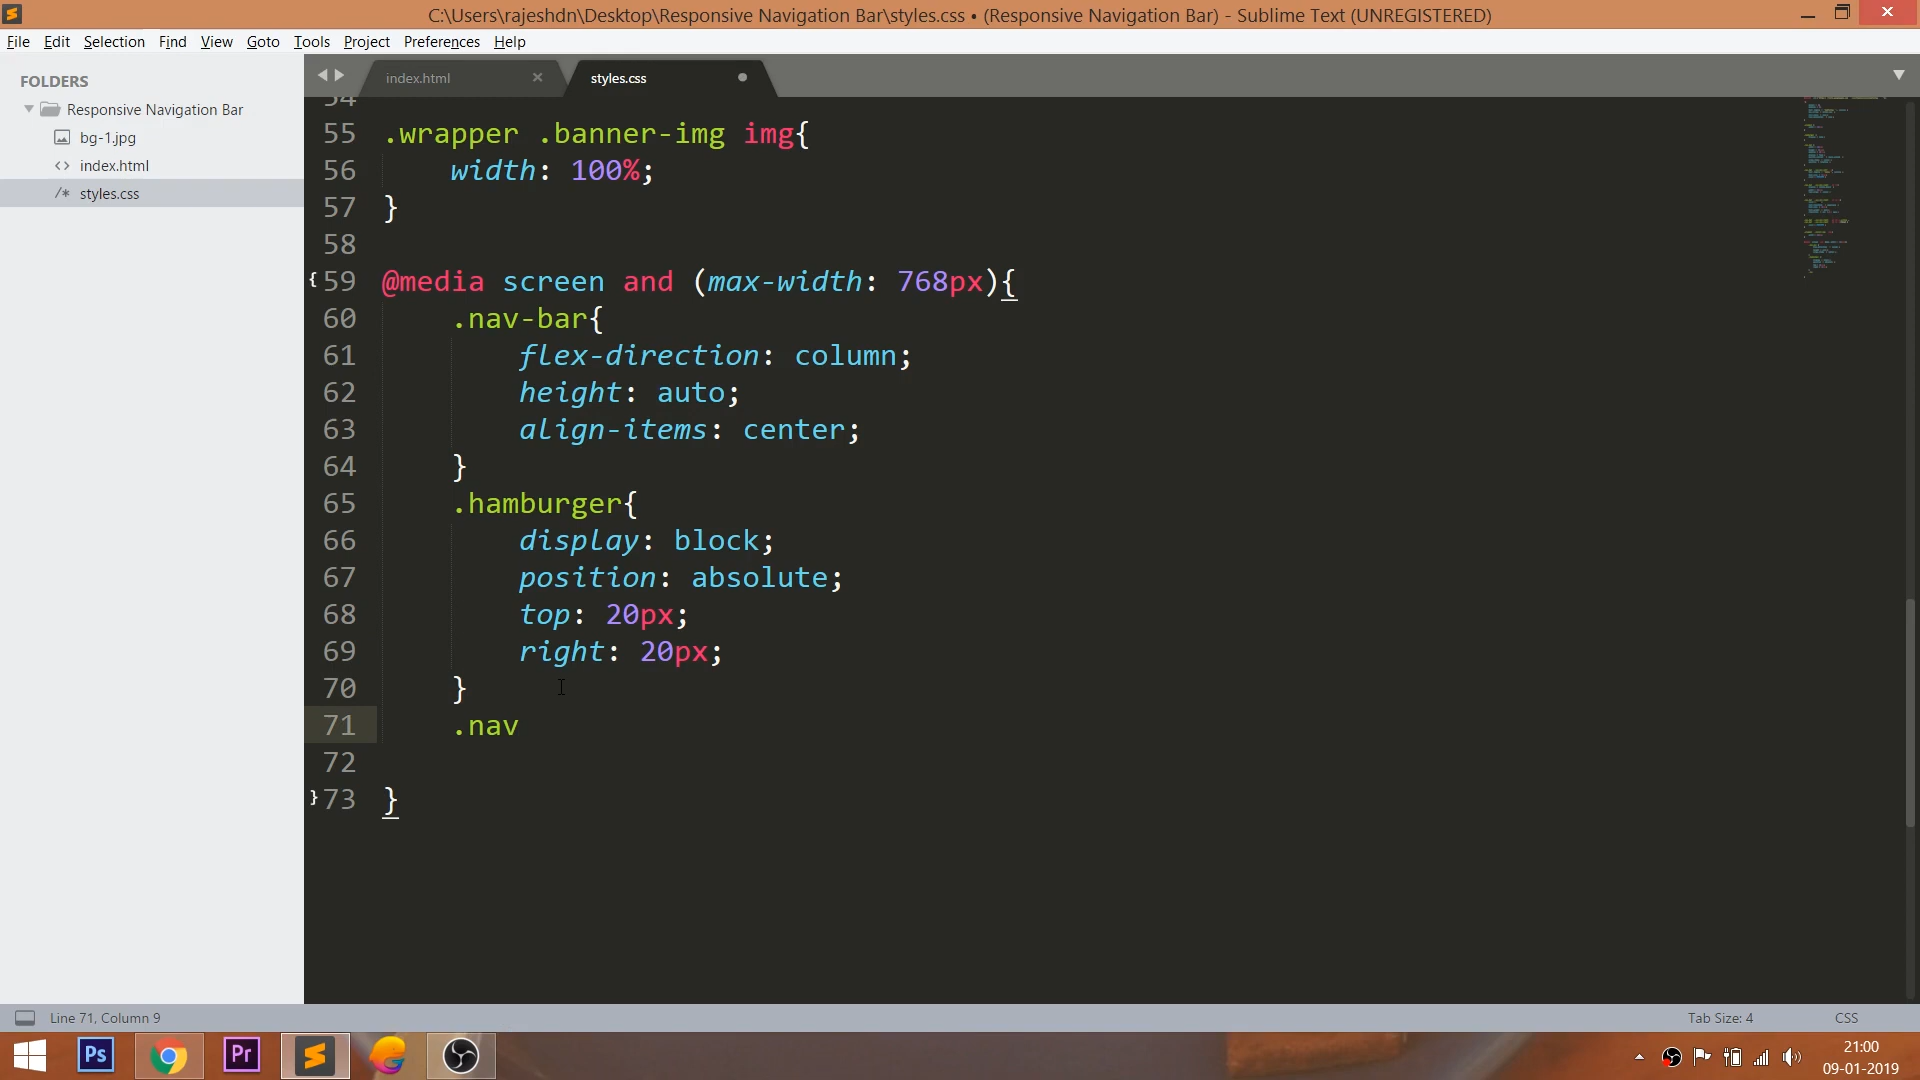 C:\Users\rajeshdn\Desktop\Responsive Navigation Bar\styles.css • (Responsive Navigation Bar) - Sublime Text (UNREGISTERED)
File Edit Selection Find View Goto Tools Project Preferences Help
FOLDERS
Responsive Navigation Bar
bg-1.jpg
<> index.html
/* styles.css
index.html
styles.css
54
55 .wrapper .banner-img img{
56 width: 100%;
57 }
58
59 @media screen and (max-width: 768px){
60 .nav-bar{
61 flex-direction: column;
62 height: auto;
63 align-items: center;
64 }
65 .hamburger{
66 display: block;
67 position: absolute;
68 top: 20px;
69 right: 20px;
70 }
71 .nav
72
73 }
Line 71, Column 9
Tab Size: 4
CSS
Ps
Pr
21:00
09-01-2019